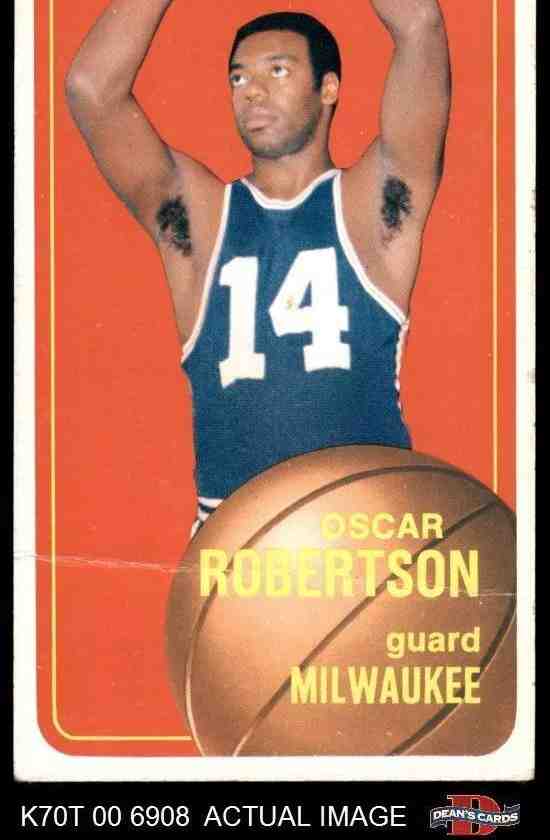 14
OSCAR
ROBERTSON
guard
MILWAUKEE
K70T 00 6908 ACTUAL IMAGE
DEAN'S CARDS